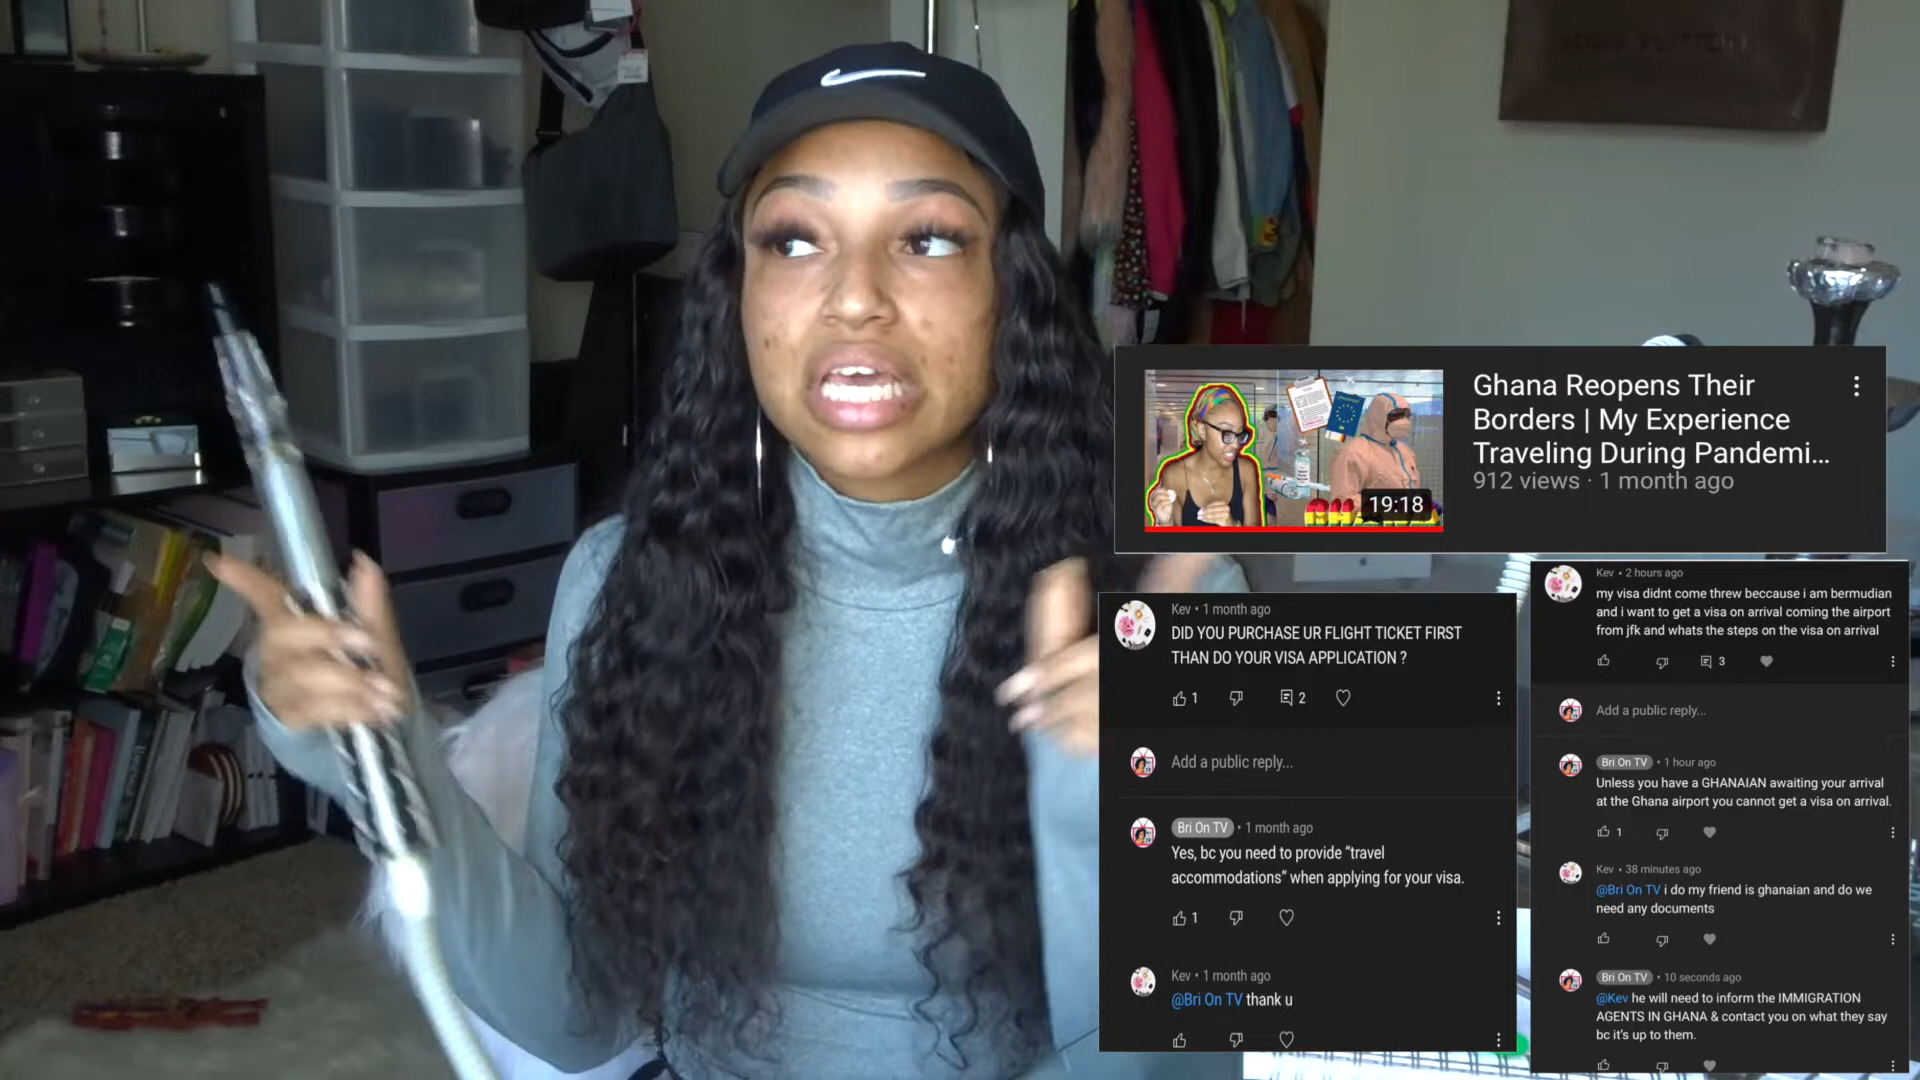 Ghana Reopens Their
Borders | My Experience
Traveling During Pandemi...
912 views · 1 month ago
19:18
Kev • 1 month ago
DID YOU PURCHASE UR FLIGHT TICKET FIRST
THAN DO YOUR VISA APPLICATION ?
1
2
Add a public reply...
Bri On TV • 1 month ago
Yes, bc you need to provide “travel
accommodations” when applying for your visa.
1
Kev • 1 month ago
@Bri On TV thank u
Kev • 2 hours ago
my visa didnt come threw beccause i am bermudian
and i want to get a visa on arrival coming the airport
from jfk and whats the steps on the visa on arrival
3
Add a public reply...
Bri On TV • 1 hour ago
Unless you have a GHANAIAN awaiting your arrival
at the Ghana airport you cannot get a visa on arrival.
1
Kev • 38 minutes ago
@Bri On TV i do my friend is ghanaian and do we
need any documents
Bri On TV • 10 seconds ago
@Kev he will need to inform the IMMIGRATION
AGENTS IN GHANA & contact you on what they say
bc it's up to them.